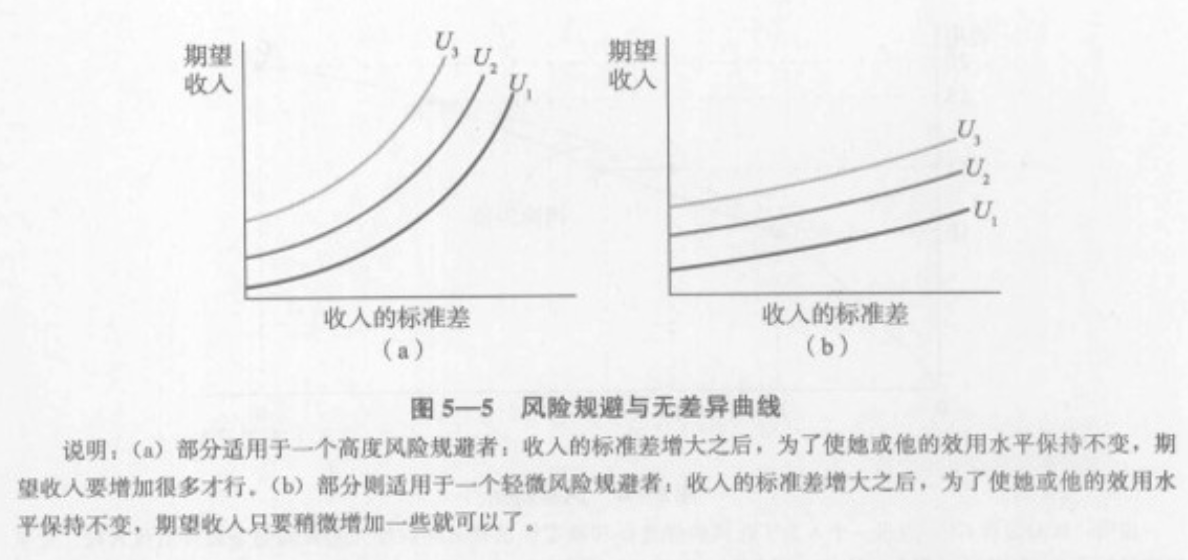 期望
收入
U3
U2
U1
收入的标准差
(a)
期望
收入
U3
U2
U1
收入的标准差
(b)
图 5—5 风险规避与无差异曲线
说明：(a) 部分适用于一个高度风险规避者：收入的标准差增大之后，为了使她或他的效用水平保持不变，期
望收入要增加很多才行。(b) 部分则适用于一个轻微风险规避者：收入的标准差增大之后，为了使她或他的效用水
平保持不变，期望收入只要稍微增加一些就可以了。